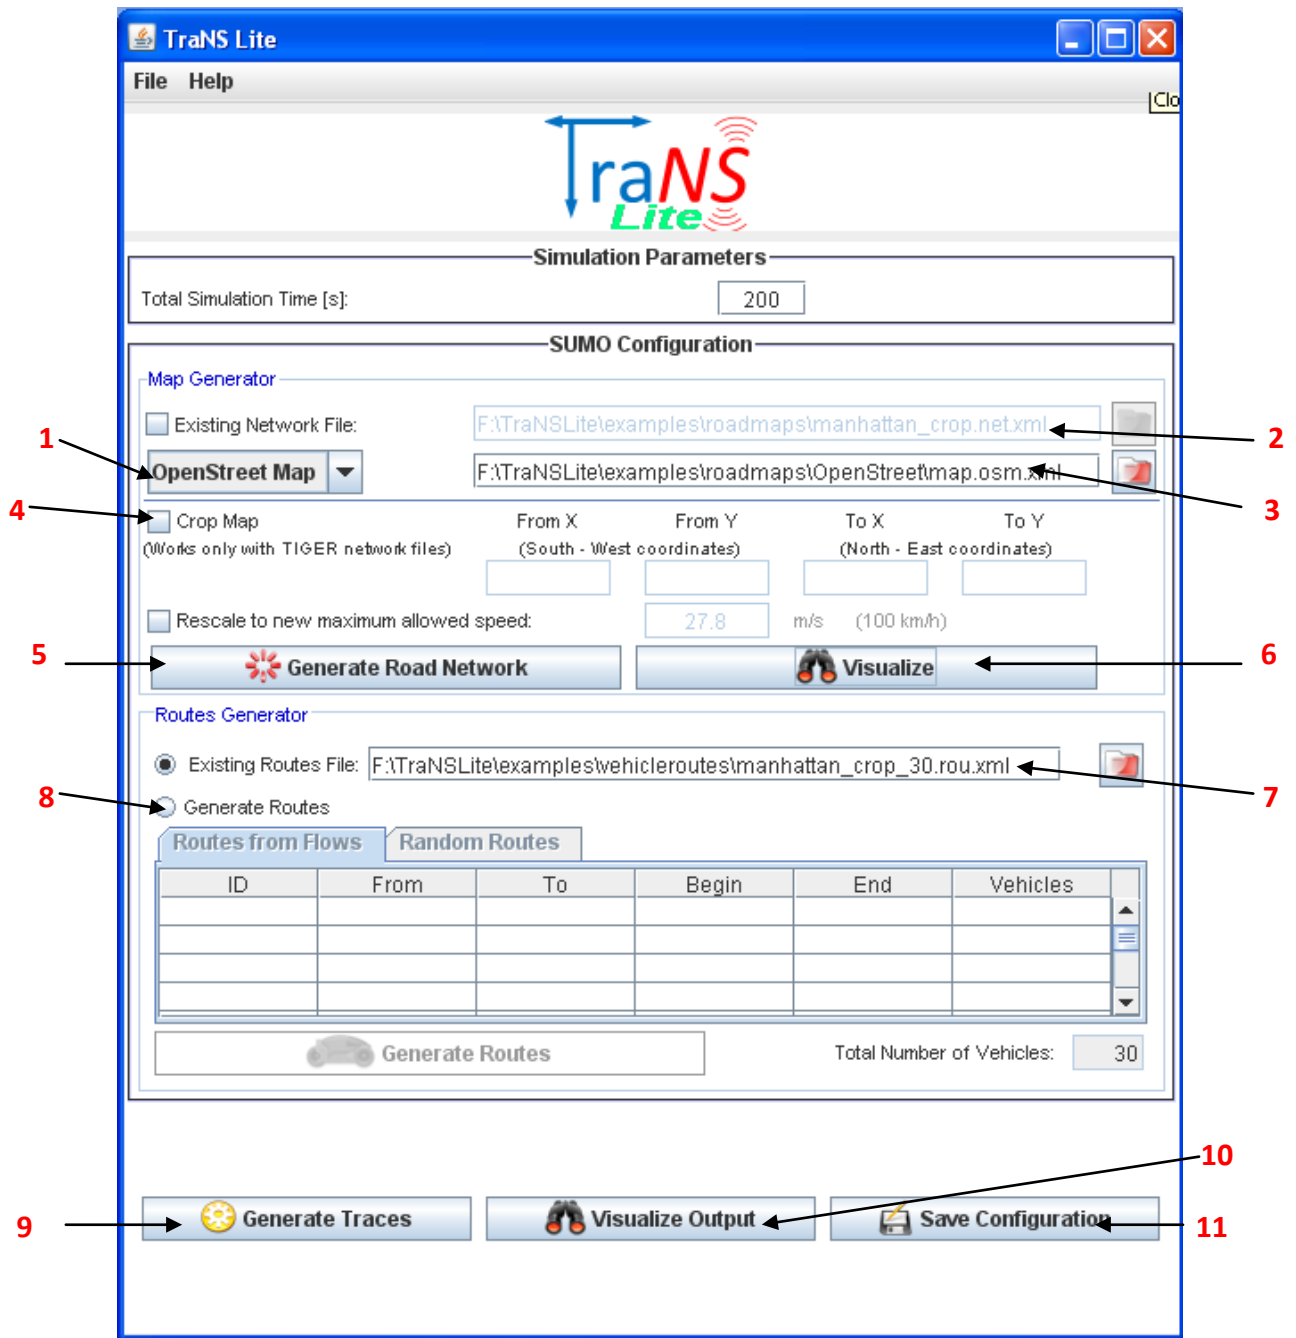 TraNS Lite
File Help
Clo
TraNS
Lite
Simulation Parameters
Total Simulation Time [s]: 200
SUMO Configuration
Map Generator
Existing Network File: F:\TraNSLite\examples\roadmaps\manhattan_crop.net.xml
1
2
OpenStreet Map F:\TraNSLite\examples\roadmaps\OpenStreet\map.osm.xml
4
3
Crop Map From X From Y To X To Y
(Works only with TIGER network files) (South - West coordinates) (North - East coordinates)
Rescale to new maximum allowed speed: 27.8 m/s (100 km/h)
5 Generate Road Network Visualize 6
Routes Generator
Existing Routes File: F:\TraNSLite\examples\vehicleroutes\manhattan_crop_30.rou.xml
8 Generate Routes 7
Routes from Flows Random Routes
ID From To Begin End Vehicles
Generate Routes Total Number of Vehicles: 30
10
9 Generate Traces Visualize Output Save Configuration 11